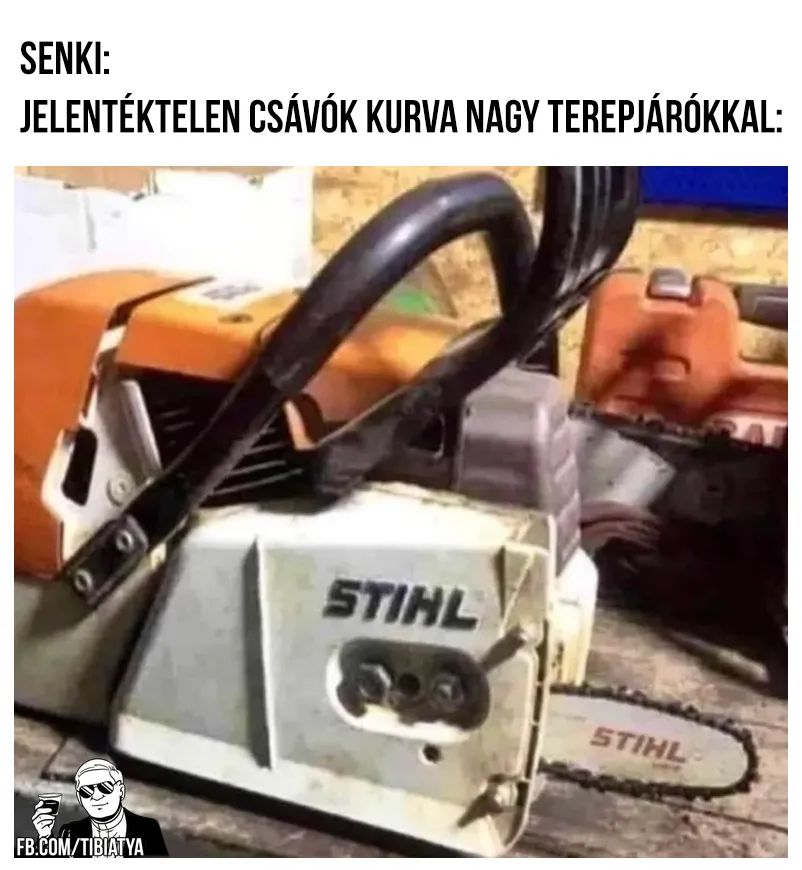 SENKI:
JELENTÉKTELEN CSÁVÓK KURVA NAGY TEREPJÁRÓKKAL:
STIHL
STIHL
FB.COM/TIBIATYA